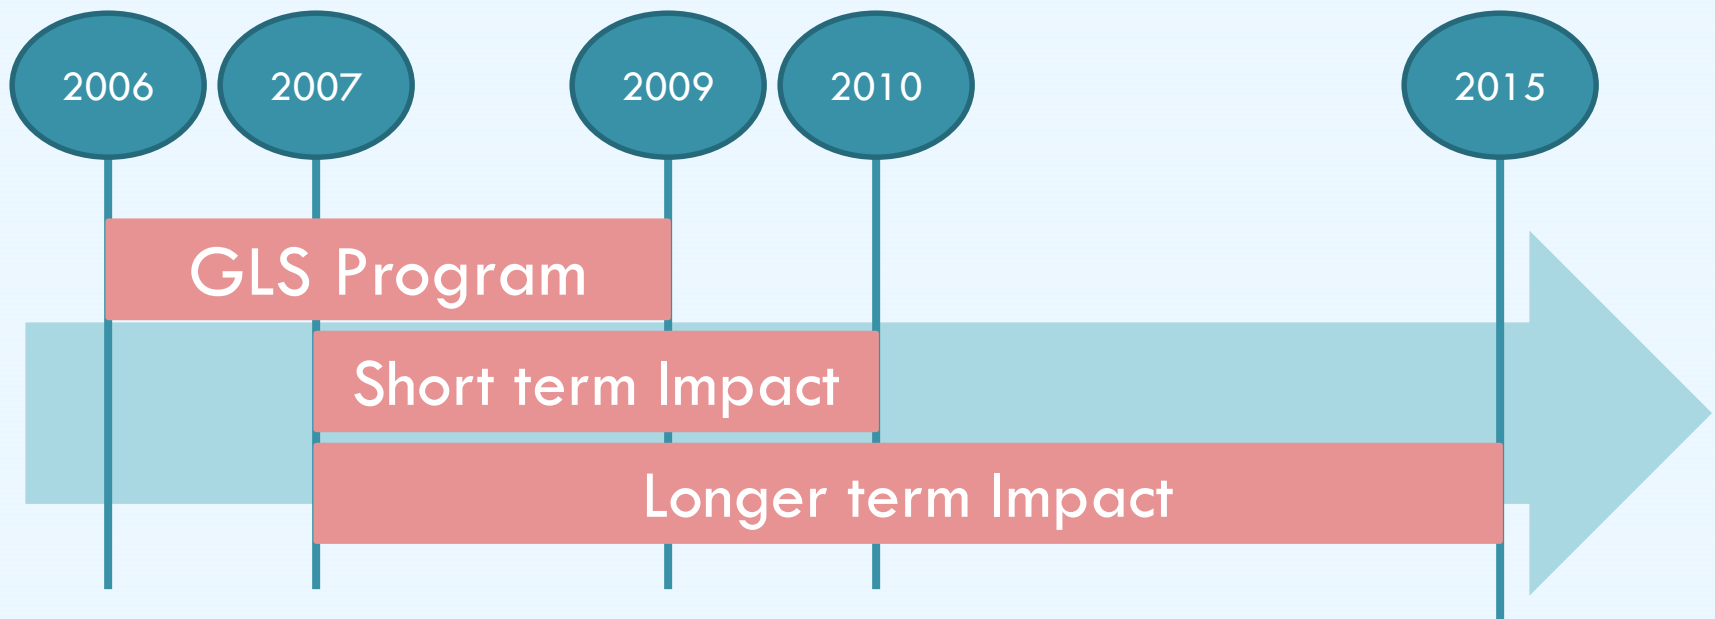 2006
2007
2009
2010
2015
GLS Program
Short term Impact
Longer term Impact